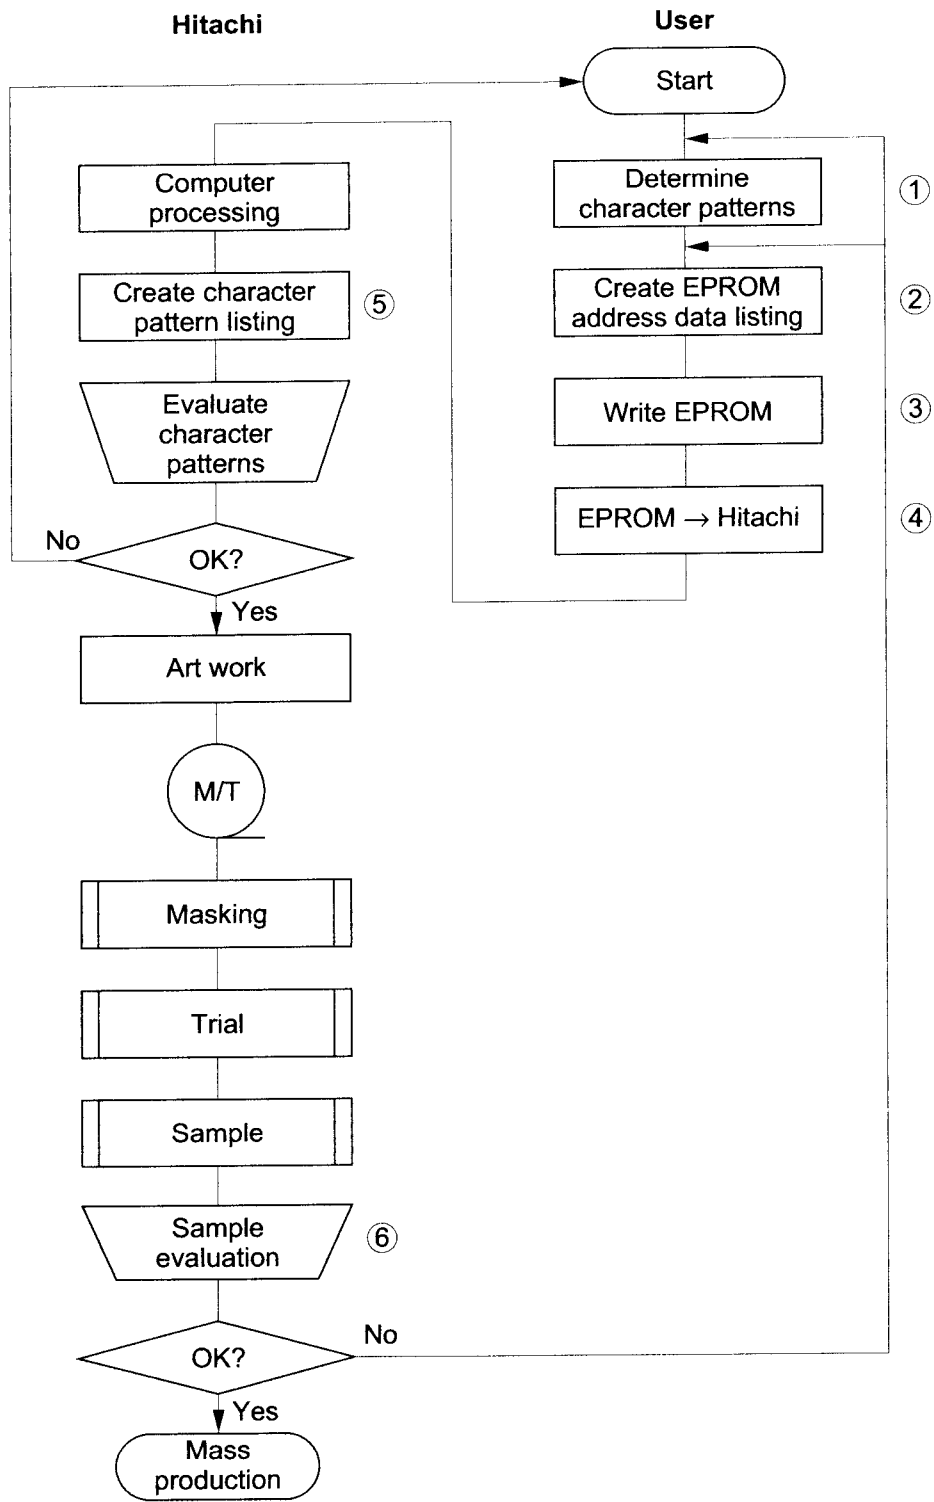 Hitachi
User
Start
Determine
character patterns
①
Create EPROM
address data listing
②
Write EPROM
③
EPROM → Hitachi
④
Computer
processing
Create character
pattern listing
⑤
Evaluate
character
patterns
No
OK?
Yes
Art work
M/T
Masking
Trial
Sample
Sample
evaluation
⑥
No
OK?
Yes
Mass
production